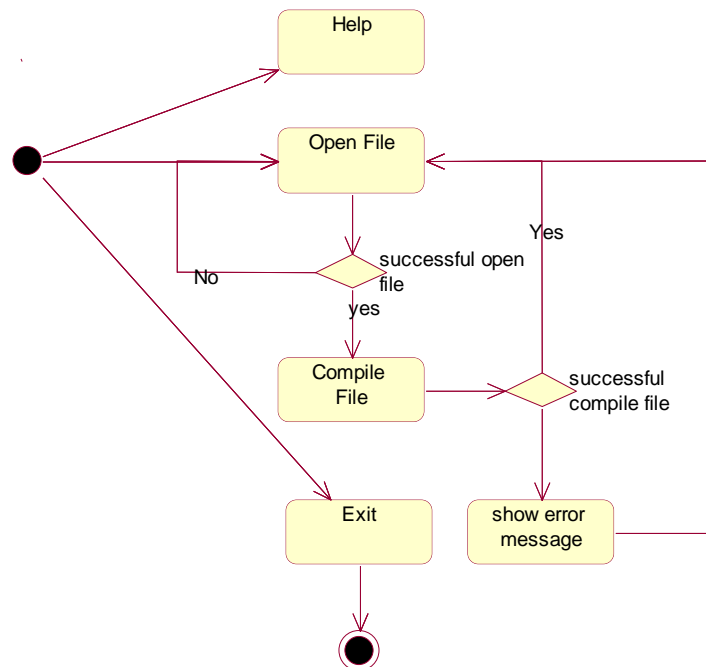 Help
Open File
Yes
successful open
file
No
yes
Compile
File
successful
compile file
Exit
show error
message